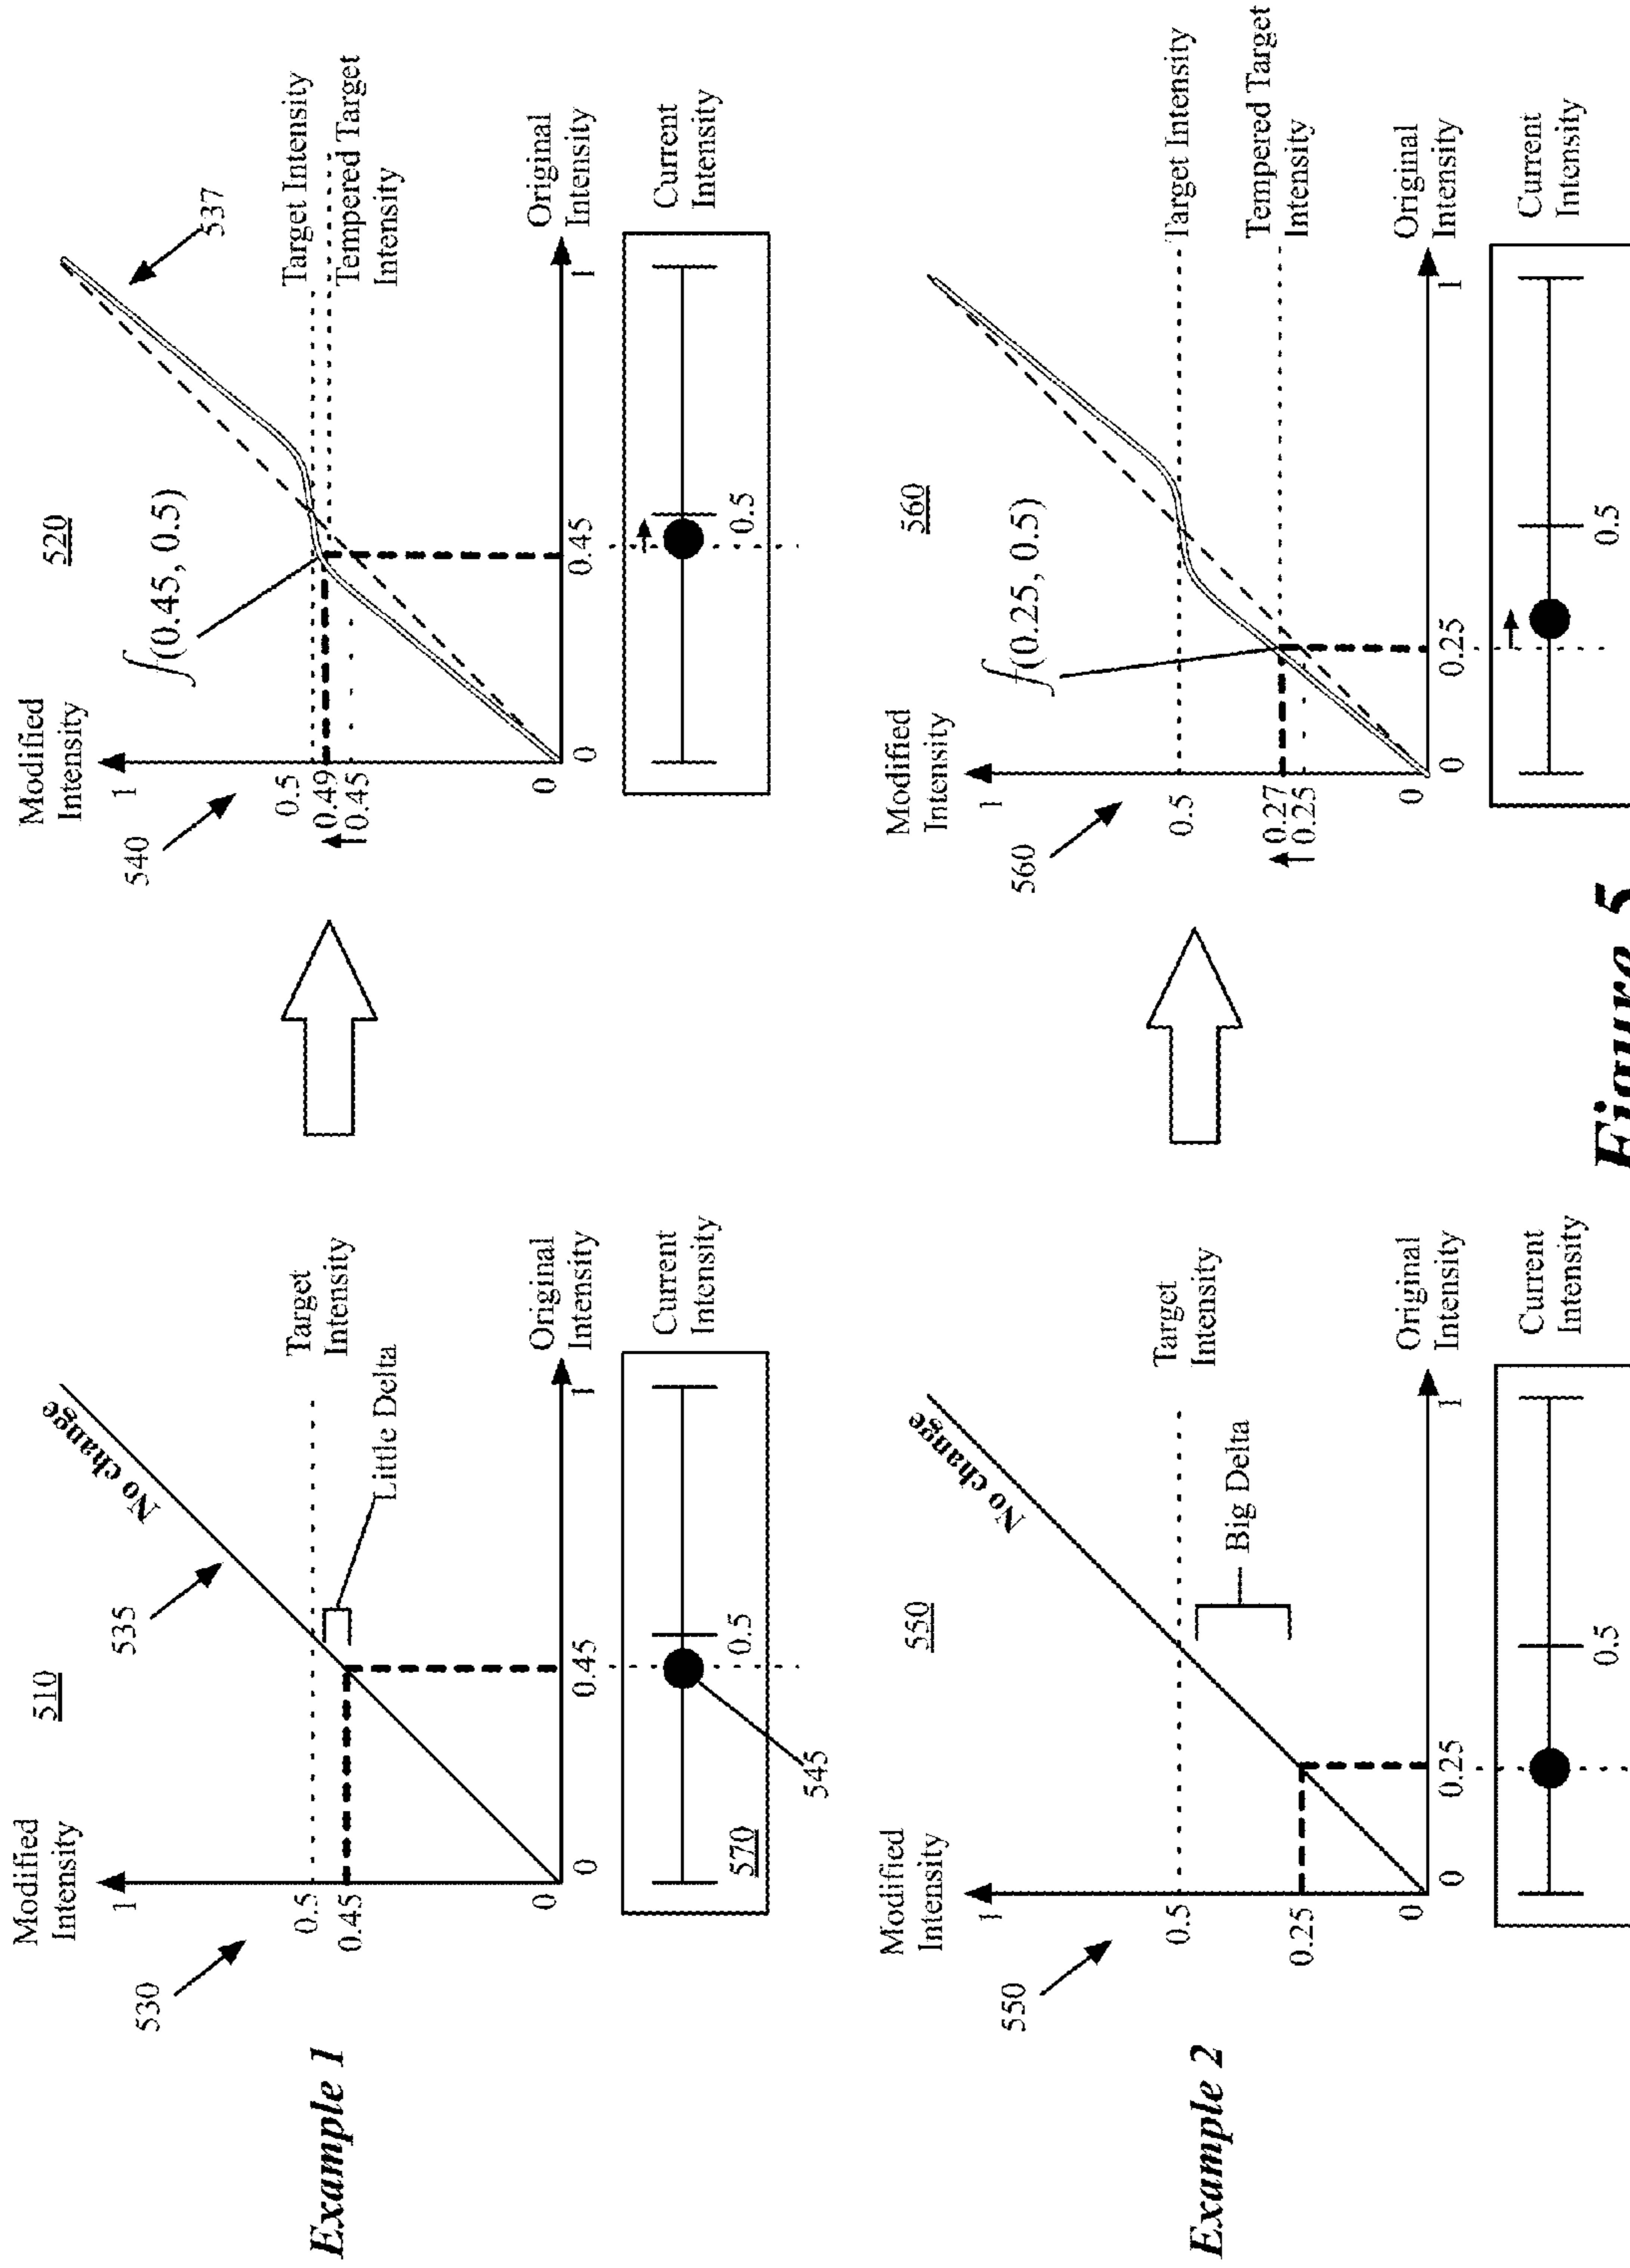 Example 1
530
Modified
Intensity
510
535
No change
1
0.5
0.45
0
Target
Intensity
Little Delta
0
0.45
1
Original
Intensity
570
0.5
545
Current
Intensity
540
Modified
Intensity
520
f(0.45, 0.5)
537
1
0.5
0.49
0.45
0
Target Intensity
Tempered Target
Intensity
0
0.45
1
Original
Intensity
0.5
Current
Intensity
Example 2
550
Modified
Intensity
550
No change
1
0.5
0.25
0
Target
Intensity
Big Delta
0
0.25
1
Original
Intensity
0.5
Current
Intensity
560
Modified
Intensity
560
f(0.25, 0.5)
1
0.5
0.27
0.25
0
Target Intensity
Tempered Target
Intensity
0
0.25
1
Original
Intensity
0.5
Current
Intensity
Figure 5